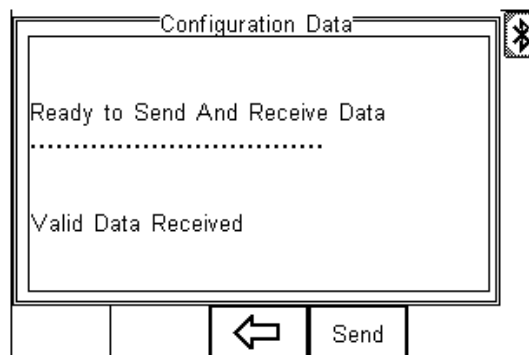 Configuration Data
Ready to Send And Receive Data
.................................
Valid Data Received
Send